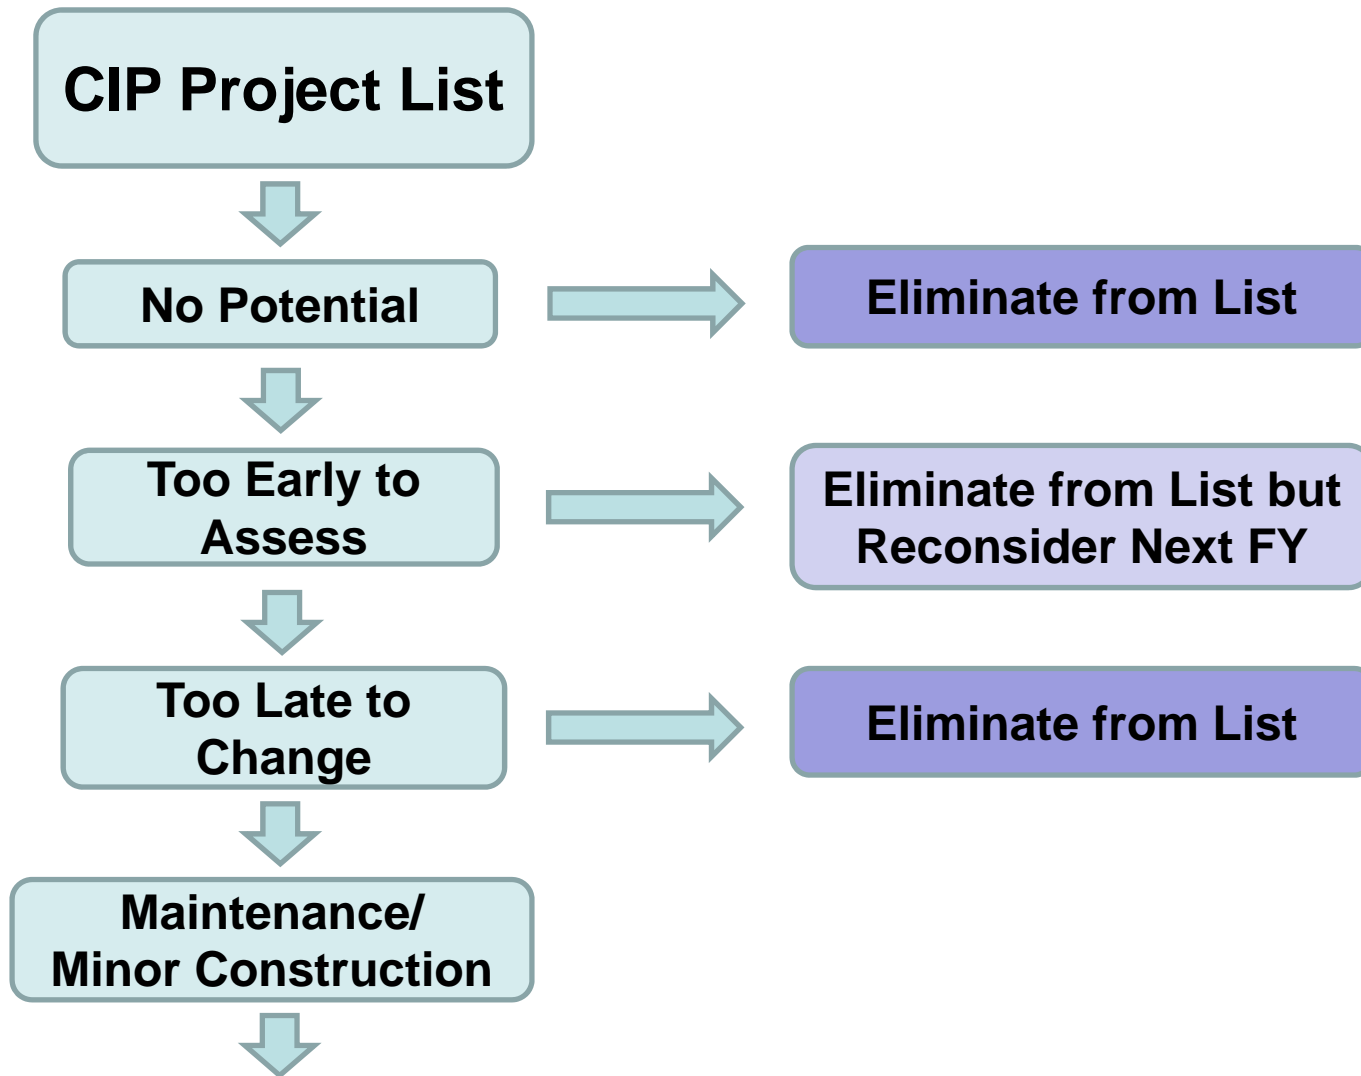 CIP Project List
No Potential
Eliminate from List
Too Early to
Assess
Eliminate from List but
Reconsider Next FY
Too Late to
Change
Eliminate from List
Maintenance/
Minor Construction